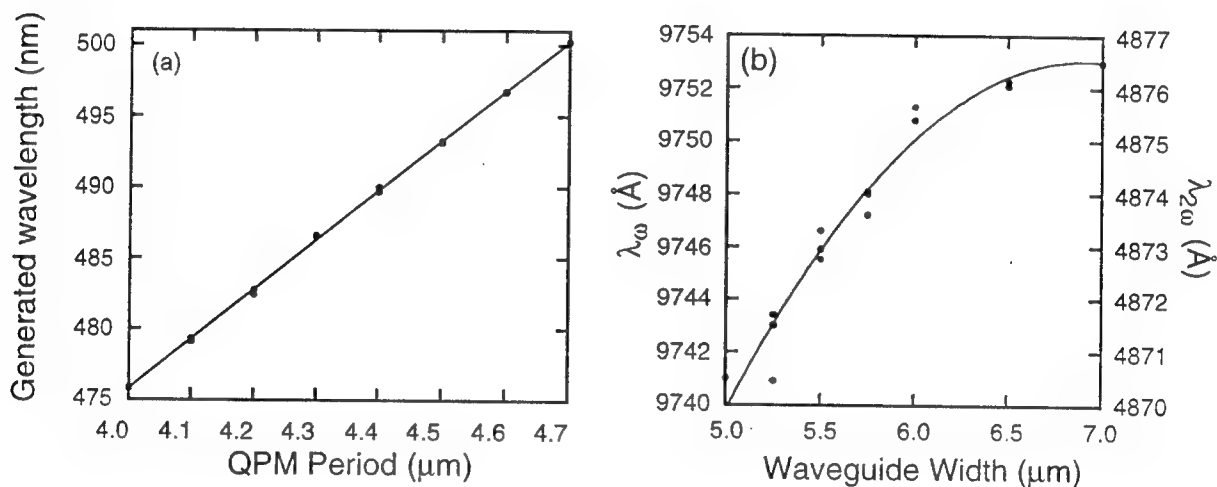 (a)
Generated wavelength (nm)
500
495
490
485
480
475
4.0 4.1 4.2 4.3 4.4 4.5 4.6 4.7
QPM Period (μm)
(b)
λω (Å)
9754
9752
9750
9748
9746
9744
9742
9740
5.0 5.5 6.0 6.5 7.0
Waveguide Width (μm)
4877
4876
4875
4874
4873
4872
4871
4870
λ2ω (Å)